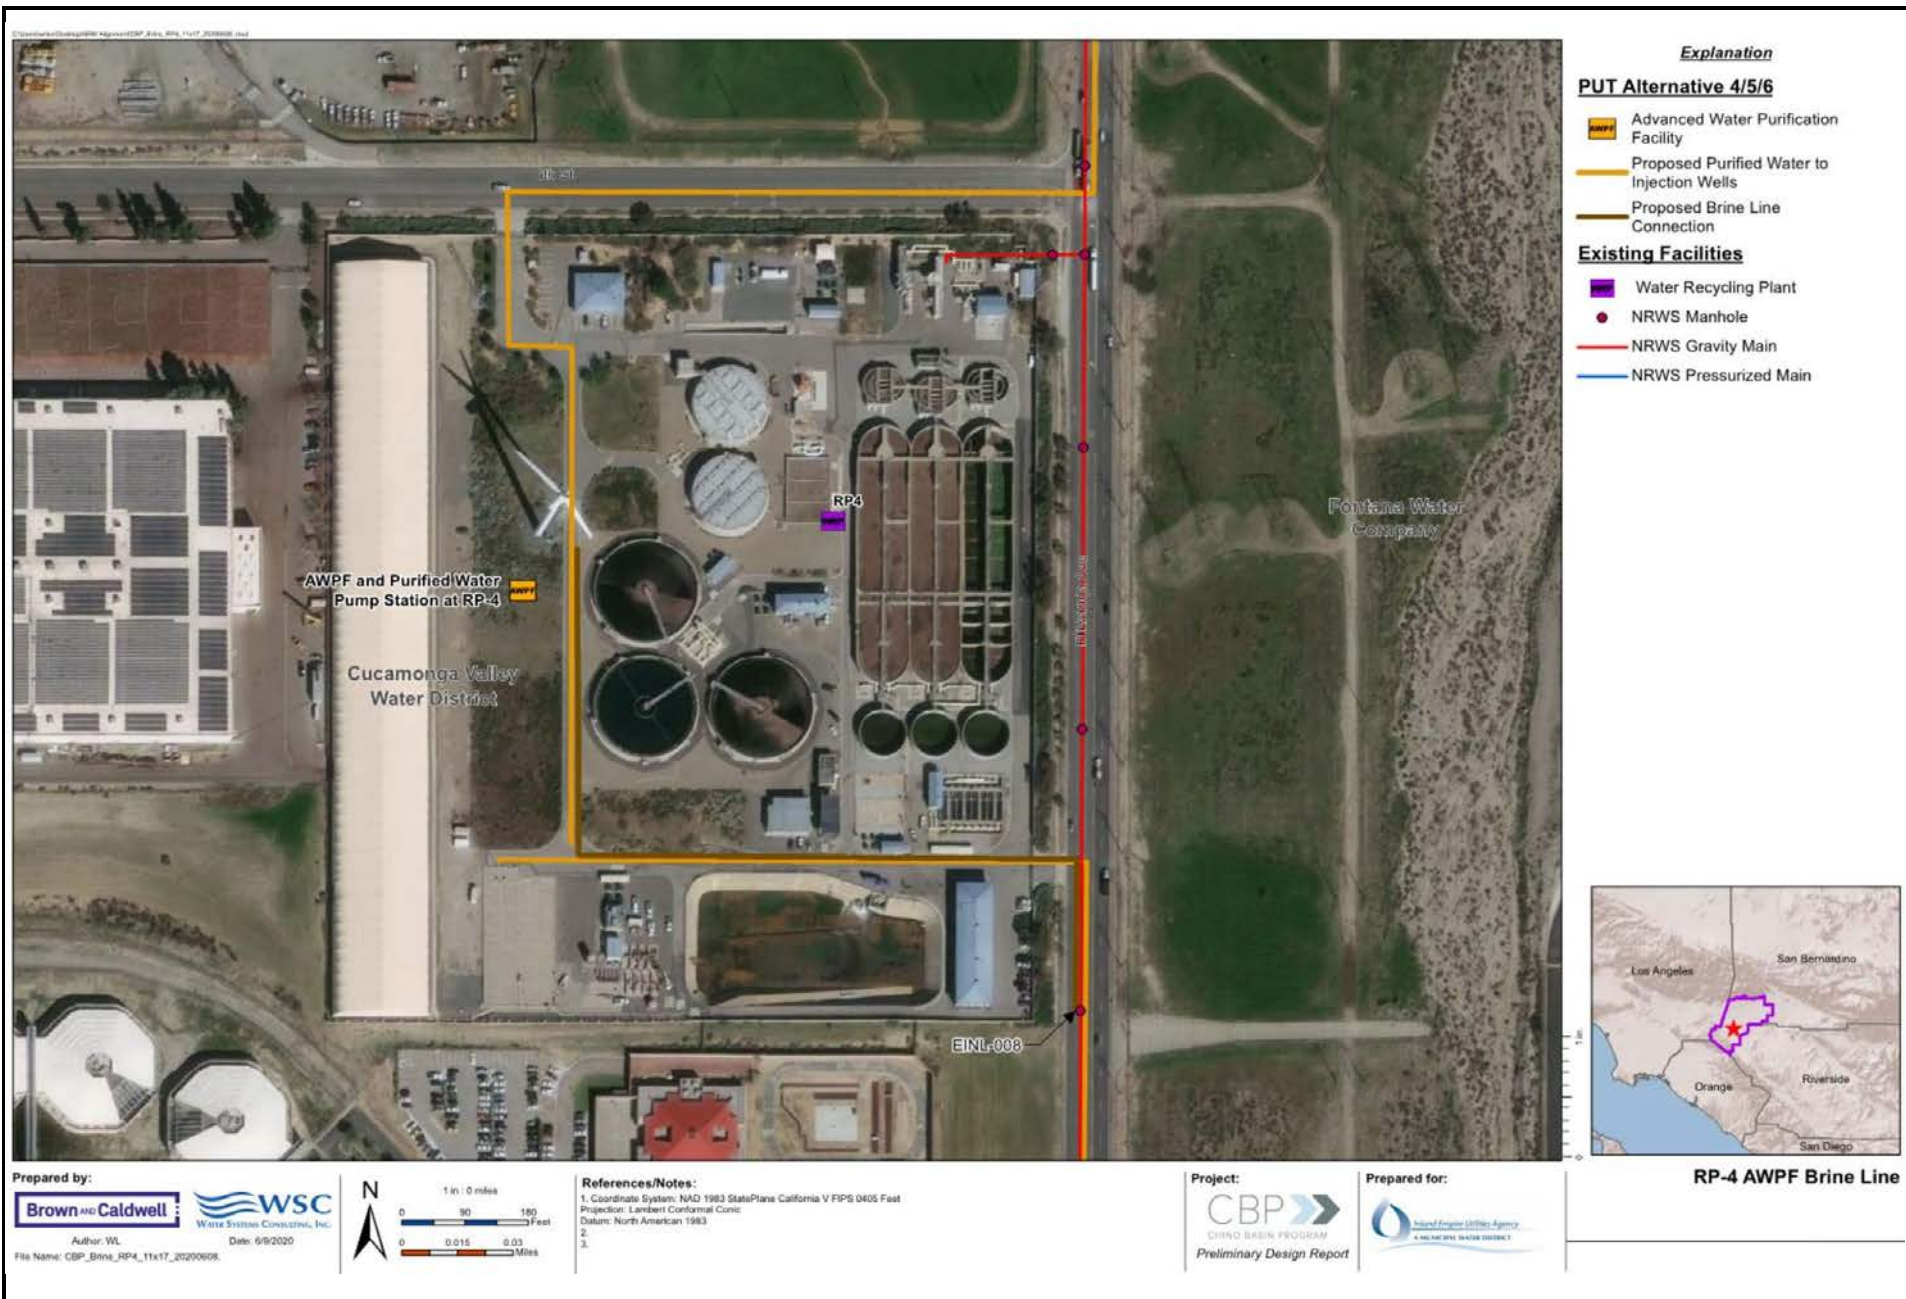 Explanation
PUT Alternative 4/5/6
AWPF
Advanced Water Purification
Facility
Proposed Purified Water to
Injection Wells
Proposed Brine Line
Connection
Existing Facilities
Water Recycling Plant
NRWS Manhole
NRWS Gravity Main
NRWS Pressurized Main
RP4
Fontana Water
Company
AWPF and Purified Water
Pump Station at RP-4
AWPF
Cucamonga Valley
Water District
EINL-008
Los Angeles
San Bernardino
Orange
Riverside
San Diego
RP-4 AWPF Brine Line
Prepared by:
Brown AND Caldwell
WSC
WATER SYSTEMS CONSULTING, INC.
Author: WL
Date: 6/9/2020
File Name: CBP_Brine_RP4_11x17_20200608.
N
1 in : 0 miles
0 90 180
Feet
0 0.015 0.03
Miles
References/Notes:
1. Coordinate System: NAD 1983 StatePlane California V FIPS 0405 Feet
Projection: Lambert Conformal Conic
Datum: North American 1983
2.
3.
Project:
CBP
CHINO BASIN PROGRAM
Preliminary Design Report
Prepared for:
Inland Empire Utilities Agency
A MUNICIPAL WATER DISTRICT